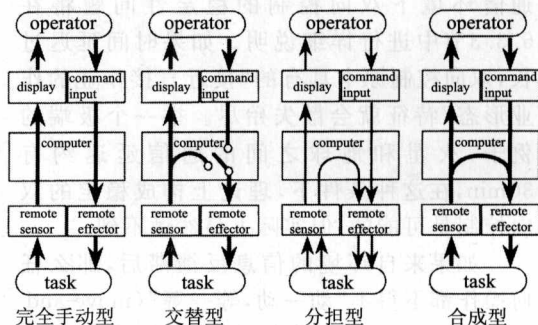 operator operator operator operator
display command input display command input display command input display command input
computer computer computer computer
remote sensor remote effector remote sensor remote effector remote sensor remote effector remote sensor remote effector
task task task task
完全手动型 交替型 分担型 合成型